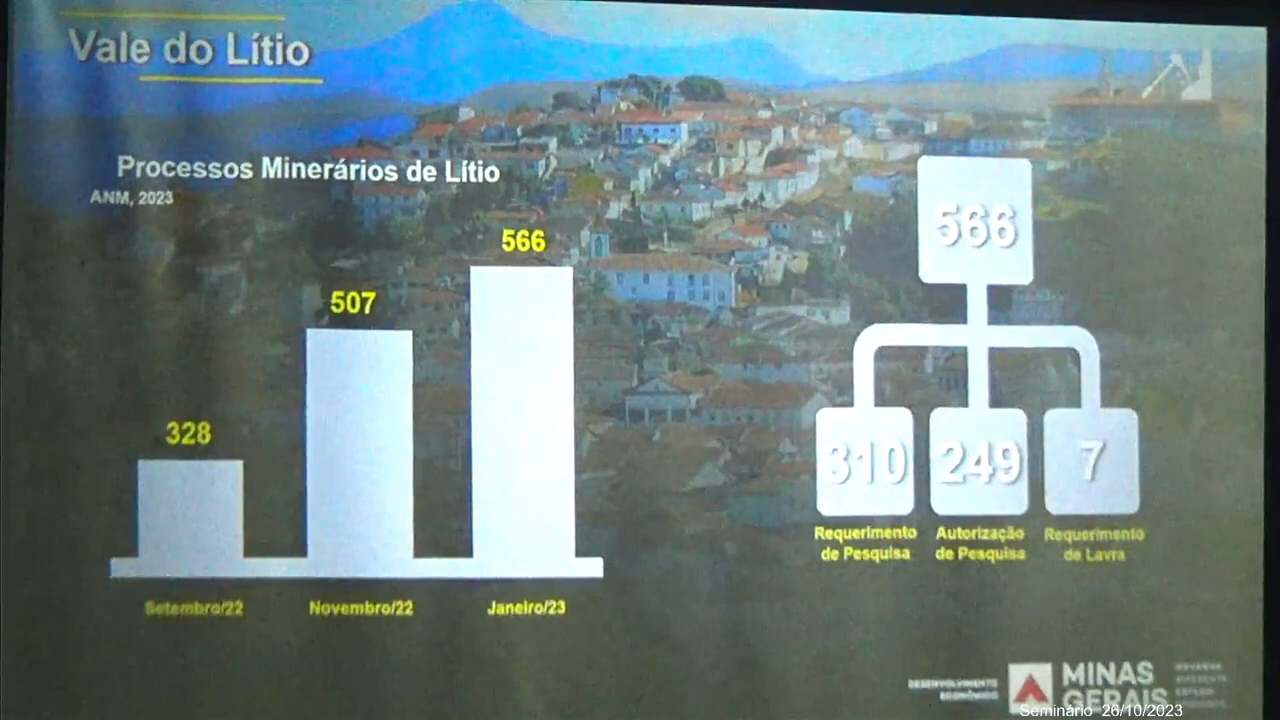 Vale do Lítio
Processos Minerários de Lítio
ANM, 2023
328
507
566
Setembro/22
Novembro/22
Janeiro/23
566
310
249
7
Requerimento
de Pesquisa
Autorização
de Pesquisa
Requerimento
de Lavra
DESENVOLVIMENTO
ECONÔMICO
MINAS
GERAIS
Seminário 26/10/2023